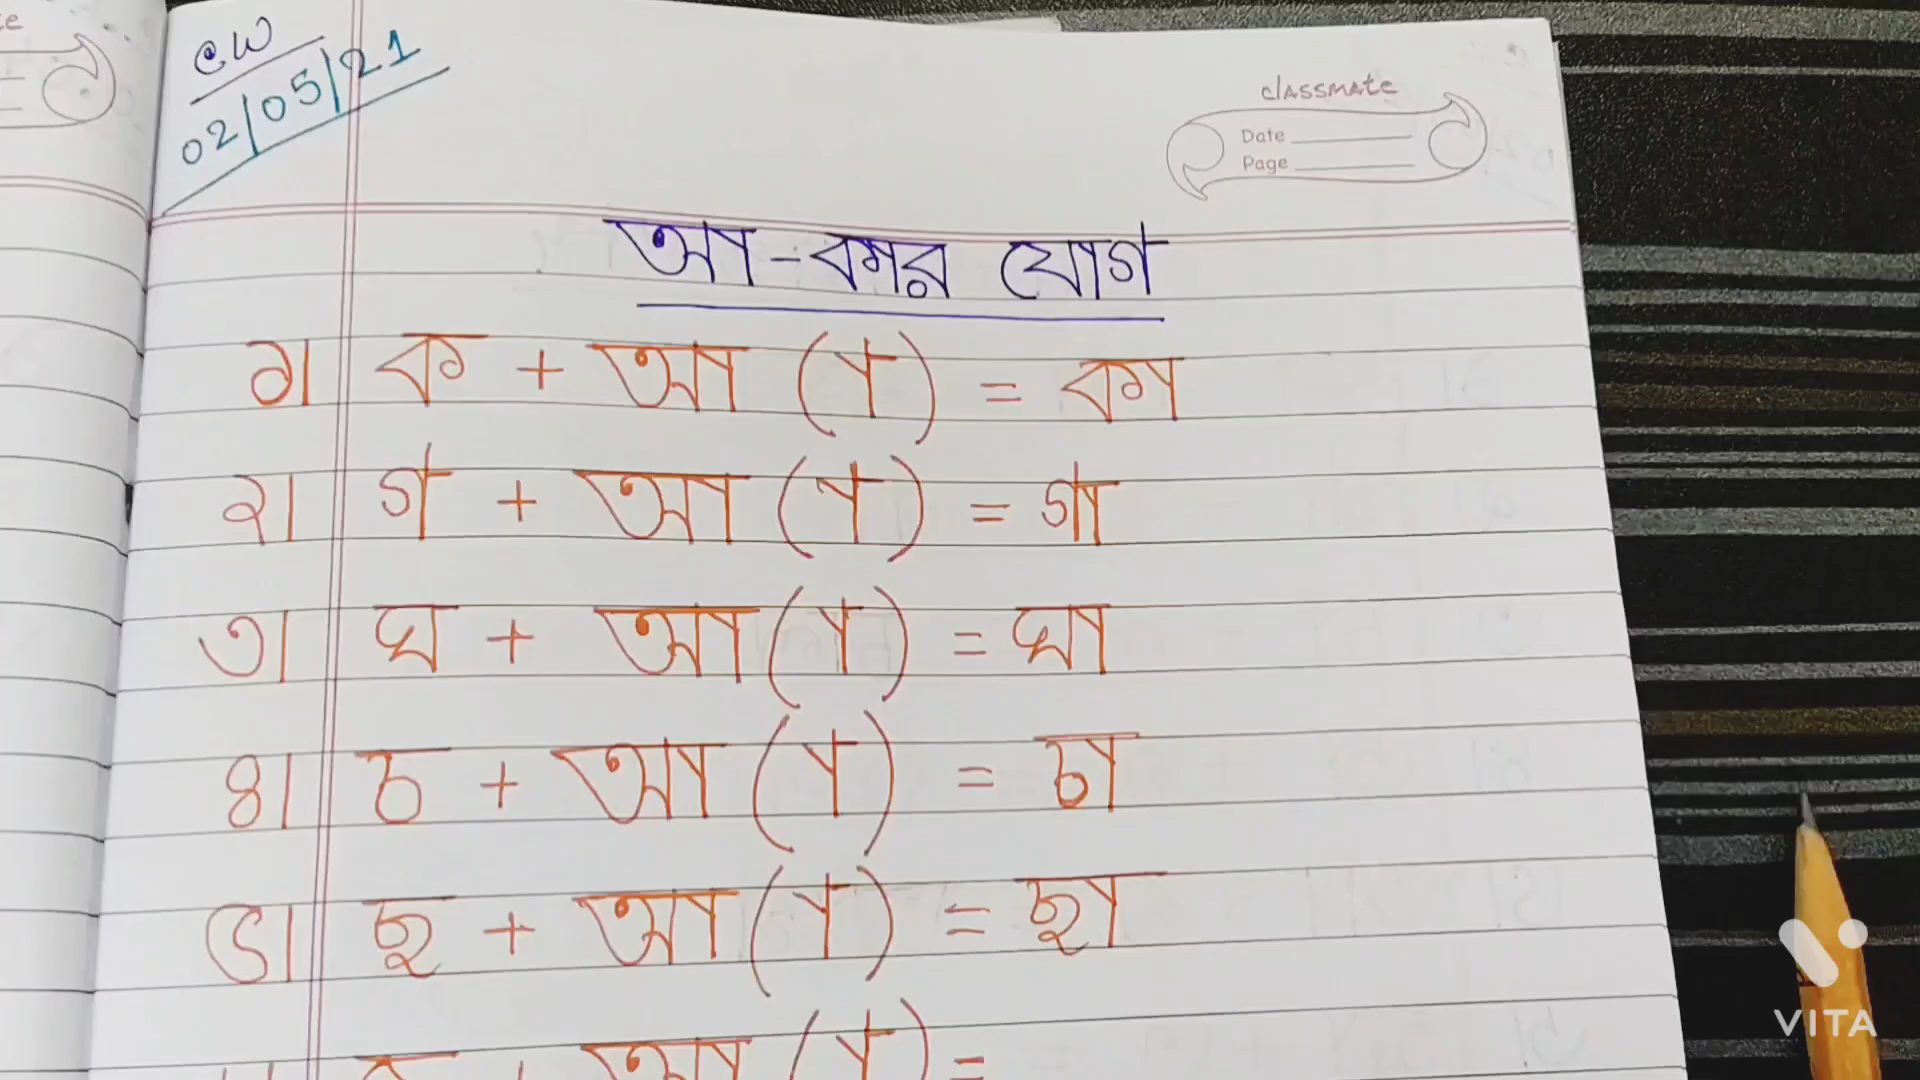 CW
02/05/21
classmate
Date
Page
আ-কার যোগ
১। ক + আ (া) = কা
২। গ + আ (া) = গা
৩। ঘ + আ (া) = ঘা
৪। চ + আ (া) = চা
৫। ছ + আ (া) = ছা
+ আ (া) =
VITA